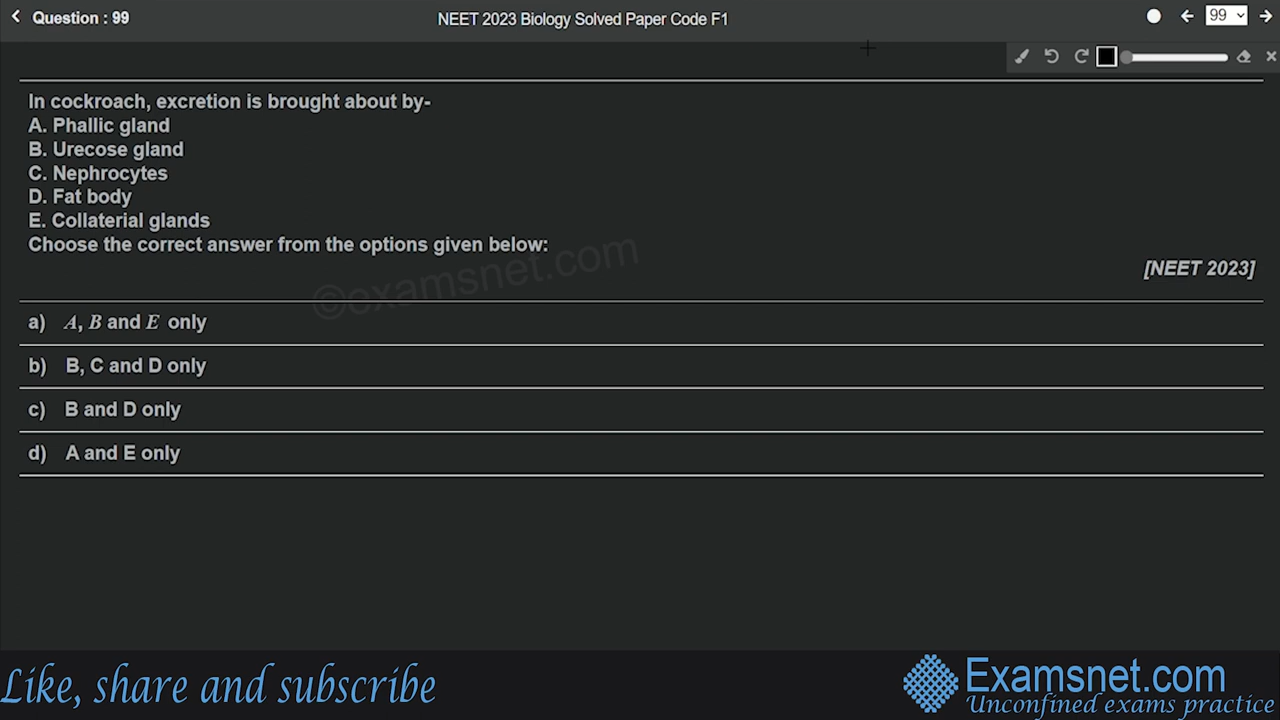 Question : 99
NEET 2023 Biology Solved Paper Code F1
99
In cockroach, excretion is brought about by-
A. Phallic gland
B. Urecose gland
C. Nephrocytes
D. Fat body
E. Collaterial glands
Choose the correct answer from the options given below:
[NEET 2023]
©examsnet.com
a) A, B and E only
b) B, C and D only
c) B and D only
d) A and E only
Like, share and subscribe
Examsnet.com
Unconfined exams practice